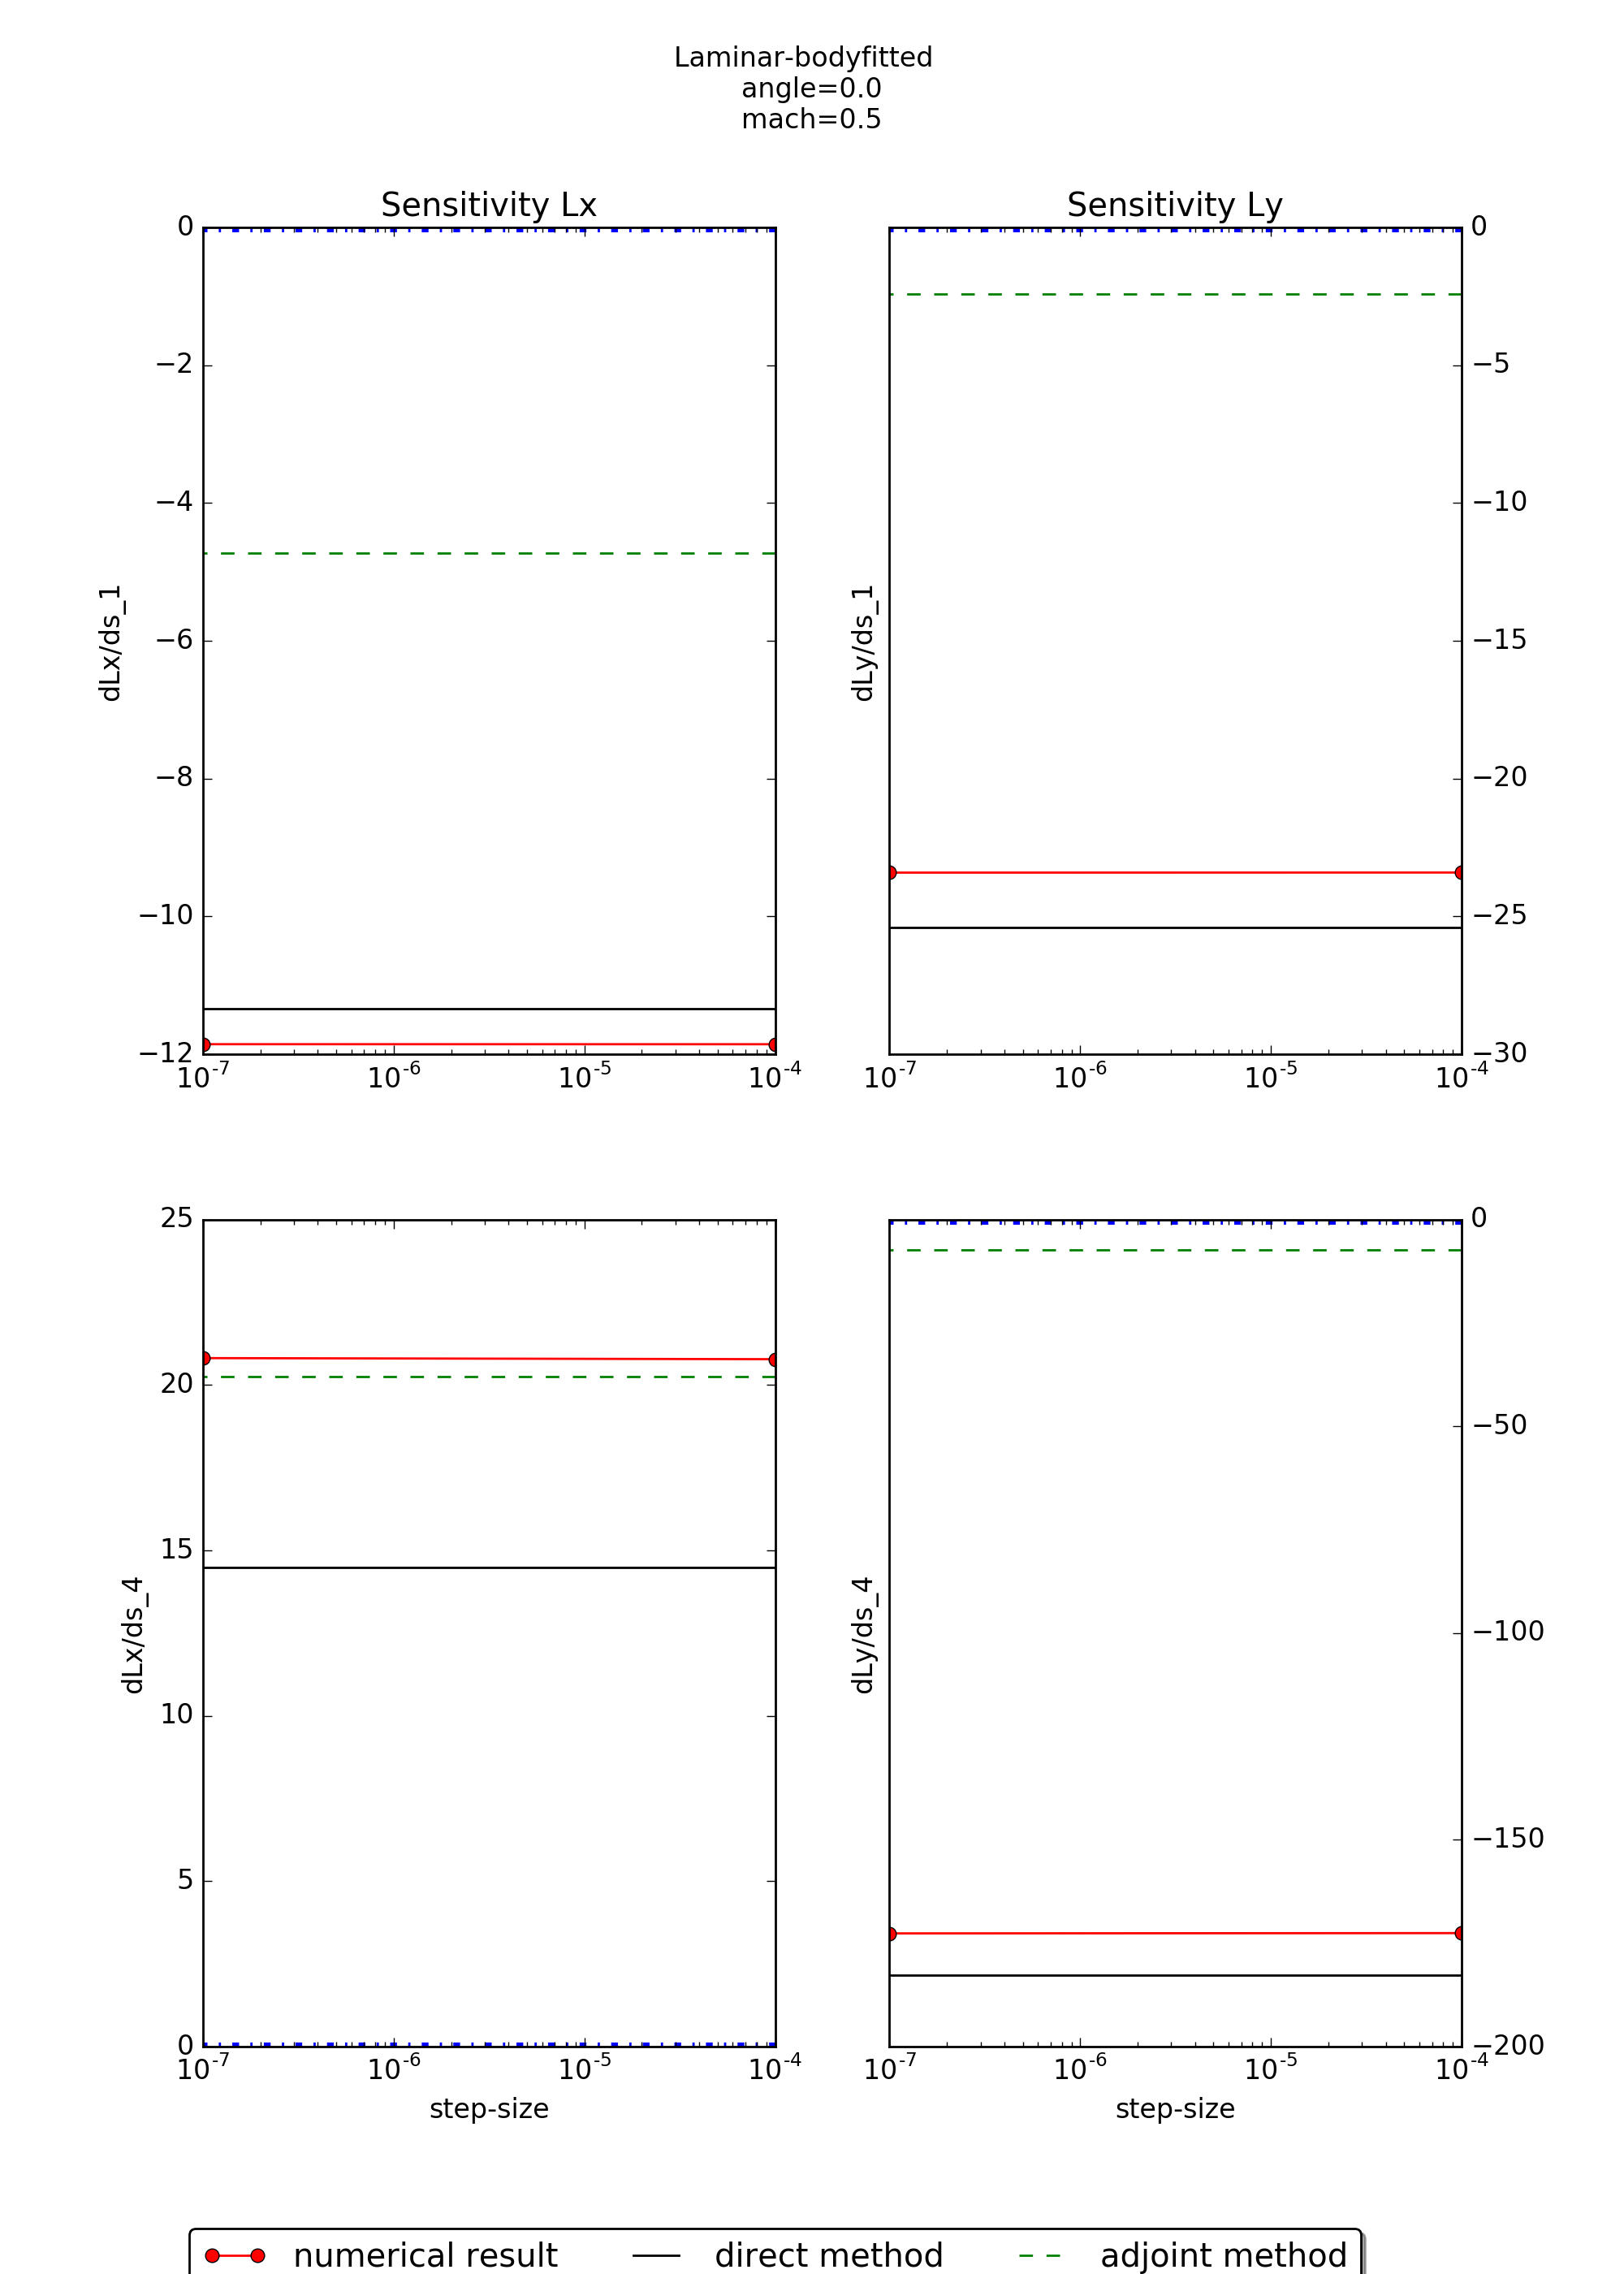 Laminar-bodyfitted
angle=0.0
mach=0.5
Sensitivity Lx
0
−2
−4
−6
−8
−10
−12
dLx/ds_1
10^-7 10^-6 10^-5 10^-4
Sensitivity Ly
0
−5
−10
−15
−20
−25
−30
dLy/ds_1
10^-7 10^-6 10^-5 10^-4
25
20
15
10
5
0
dLx/ds_4
10^-7 10^-6 10^-5 10^-4
step-size
0
−50
−100
−150
−200
dLy/ds_4
10^-7 10^-6 10^-5 10^-4
step-size
numerical result direct method adjoint method